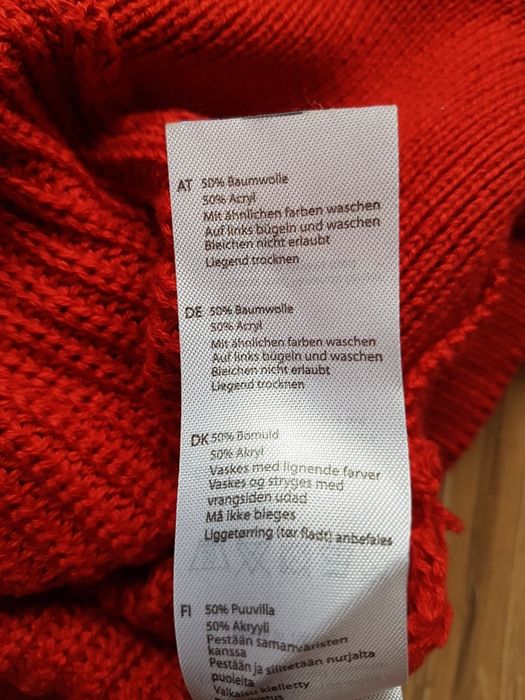 AT 50% Baumwolle
50% Acryl
Mit ähnlichen farben waschen
Auf links bügeln und waschen
Bleichen nicht erlaubt
Liegend trocknen
DE 50% Baumwolle
50% Acryl
Mit ähnlichen farben waschen
Auf links bügeln und waschen
Bleichen nicht erlaubt
Liegend trocknen
DK 50% Bomuld
50% Akryl
Vaskes med lignende farver
Vaskes og stryges med
vrangsiden udad
Må ikke bleges
Liggetørring (tør fladt) anbefales
FI 50% Puuvilla
50% Akryyli
Pestään samanväristen
kanssa
Pestään ja silitetään nurjalta
puolelta
Valkaisu kielletty